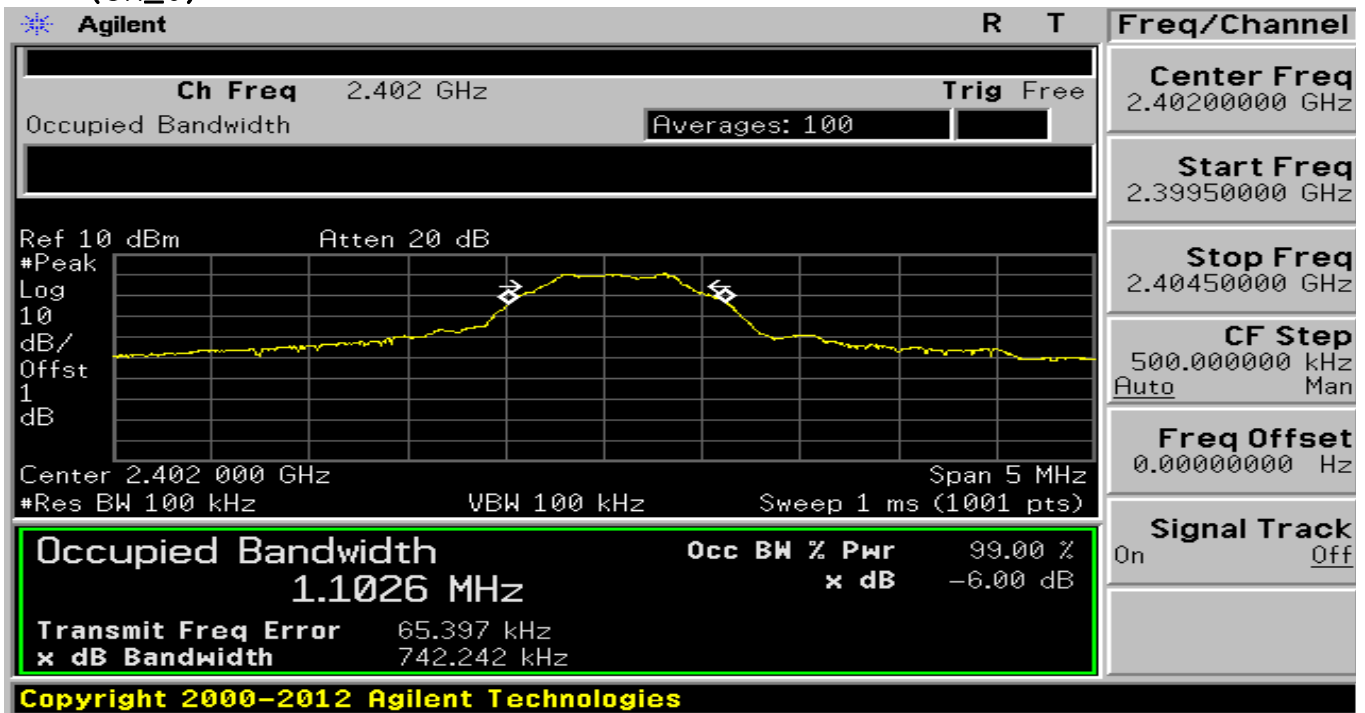 Agilent R T
Ch Freq 2.402 GHz Trig Free
Occupied Bandwidth Averages: 100
Ref 10 dBm Atten 20 dB
#Peak
Log
10
dB/
Offst
1
dB
Center 2.402 000 GHz Span 5 MHz
#Res BW 100 kHz VBW 100 kHz Sweep 1 ms (1001 pts)
Occupied Bandwidth Occ BW % Pwr 99.00 %
1.1026 MHz x dB -6.00 dB
Transmit Freq Error 65.397 kHz
x dB Bandwidth 742.242 kHz
Copyright 2000-2012 Agilent Technologies
Freq/Channel
Center Freq
2.40200000 GHz
Start Freq
2.39950000 GHz
Stop Freq
2.40450000 GHz
CF Step
500.000000 kHz
Auto Man
Freq Offset
0.00000000 Hz
Signal Track
On Off